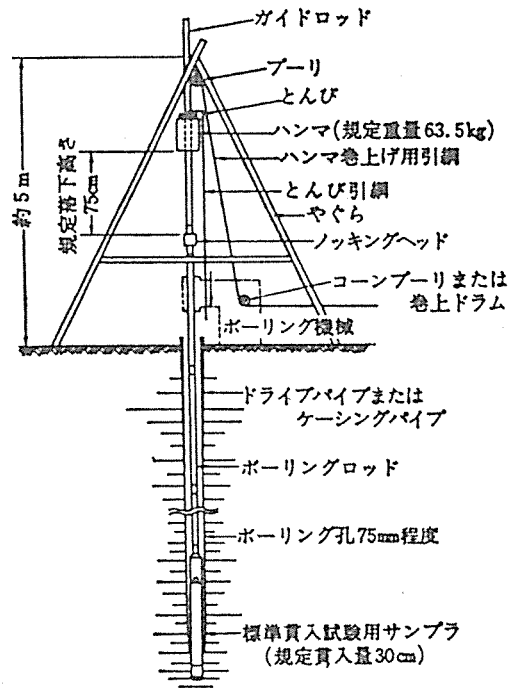 ガイドロッド
プーリ
とんび
ハンマ(規定重量63.5kg)
ハンマ巻上げ用引綱
とんび引綱
やぐら
ノッキングヘッド
コーンプーリまたは
巻上ドラム
ボーリング機械
約5m
規定落下高さ
75cm
ドライブパイプまたは
ケーシングパイプ
ボーリングロッド
ボーリング孔75mm程度
標準貫入試験用サンプラ
(規定貫入量30cm)